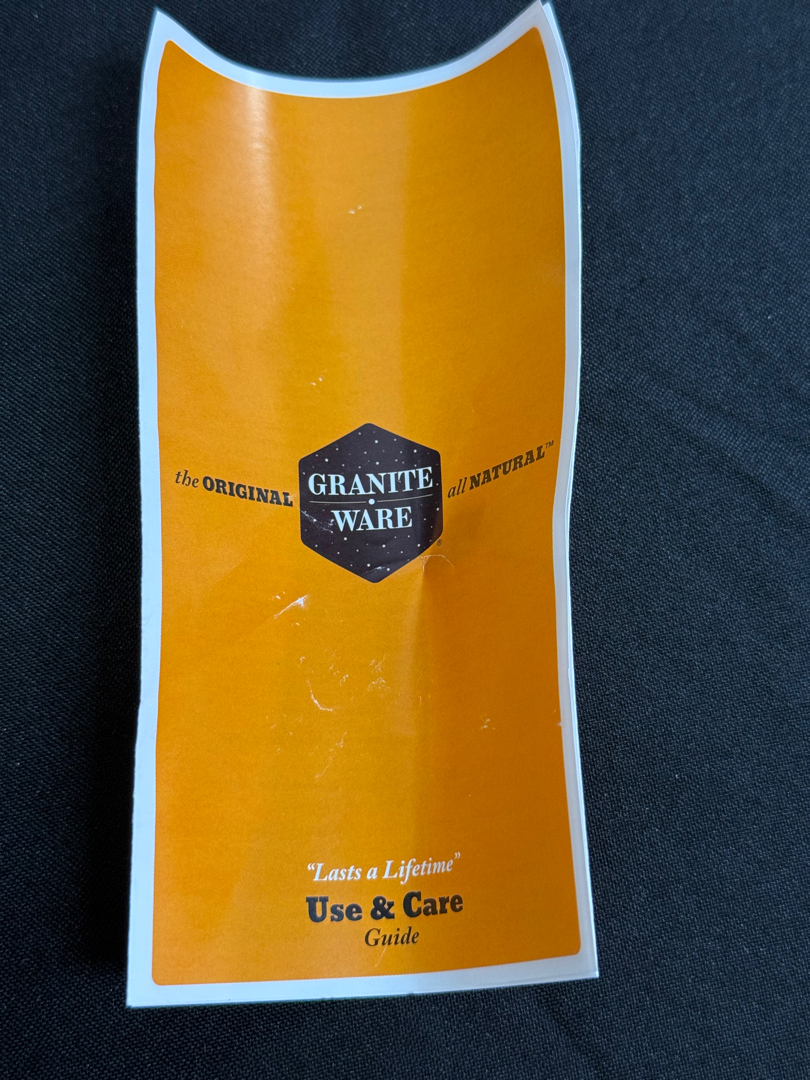 the ORIGINAL
GRANITE
WARE
®
all NATURAL™
"Lasts a Lifetime"
Use & Care
Guide